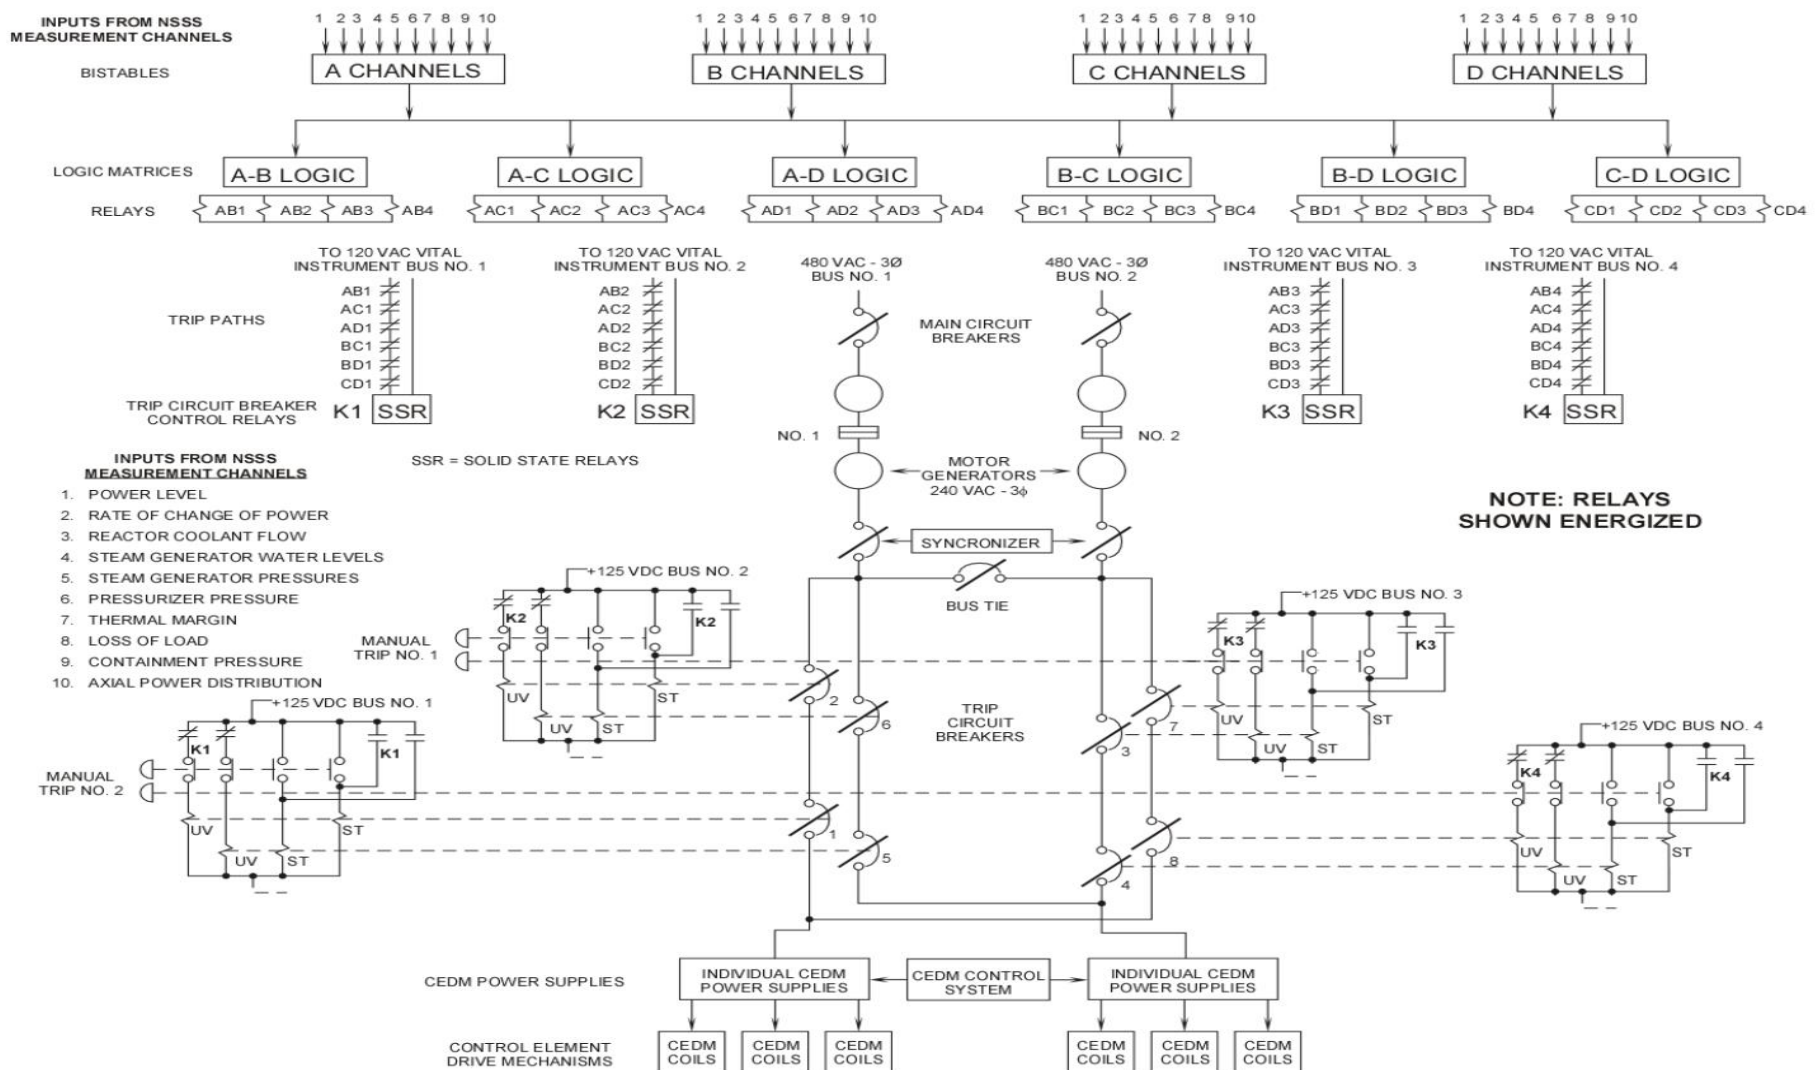 INPUTS FROM NSSS
MEASUREMENT CHANNELS
1 2 3 4 5 6 7 8 9 10
1 2 3 4 5 6 7 8 9 10
1 2 3 4 5 6 7 8 9 10
1 2 3 4 5 6 7 8 9 10
BISTABLES
A CHANNELS
B CHANNELS
C CHANNELS
D CHANNELS
LOGIC MATRICES
A-B LOGIC
A-C LOGIC
A-D LOGIC
B-C LOGIC
B-D LOGIC
C-D LOGIC
RELAYS
AB1 AB2 AB3 AB4
AC1 AC2 AC3 AC4
AD1 AD2 AD3 AD4
BC1 BC2 BC3 BC4
BD1 BD2 BD3 BD4
CD1 CD2 CD3 CD4
TO 120 VAC VITAL
INSTRUMENT BUS NO. 1
TO 120 VAC VITAL
INSTRUMENT BUS NO. 2
480 VAC - 3Ø
BUS NO. 1
480 VAC - 3Ø
BUS NO. 2
TO 120 VAC VITAL
INSTRUMENT BUS NO. 3
TO 120 VAC VITAL
INSTRUMENT BUS NO. 4
TRIP PATHS
AB1
AC1
AD1
BC1
BD1
CD1
AB2
AC2
AD2
BC2
BD2
CD2
MAIN CIRCUIT
BREAKERS
AB3
AC3
AD3
BC3
BD3
CD3
AB4
AC4
AD4
BC4
BD4
CD4
TRIP CIRCUIT BREAKER
CONTROL RELAYS
K1 SSR
K2 SSR
K3 SSR
K4 SSR
NO. 1
NO. 2
SSR = SOLID STATE RELAYS
MOTOR
GENERATORS
240 VAC - 3ϕ
INPUTS FROM NSSS
MEASUREMENT CHANNELS
1. POWER LEVEL
2. RATE OF CHANGE OF POWER
3. REACTOR COOLANT FLOW
4. STEAM GENERATOR WATER LEVELS
5. STEAM GENERATOR PRESSURES
6. PRESSURIZER PRESSURE
7. THERMAL MARGIN
8. LOSS OF LOAD
9. CONTAINMENT PRESSURE
10. AXIAL POWER DISTRIBUTION
NOTE: RELAYS
SHOWN ENERGIZED
SYNCRONIZER
BUS TIE
+125 VDC BUS NO. 2
K2
K2
MANUAL
TRIP NO. 1
UV
ST
UV
ST
+125 VDC BUS NO. 3
K3
K3
UV
ST
UV
ST
2
6
TRIP
CIRCUIT
BREAKERS
7
3
+125 VDC BUS NO. 1
K1
K1
MANUAL
TRIP NO. 2
UV
ST
UV
ST
+125 VDC BUS NO. 4
K4
K4
UV
ST
UV
ST
1
5
8
4
CEDM POWER SUPPLIES
INDIVIDUAL CEDM
POWER SUPPLIES
CEDM CONTROL
SYSTEM
INDIVIDUAL CEDM
POWER SUPPLIES
CONTROL ELEMENT
DRIVE MECHANISMS
CEDM
COILS
CEDM
COILS
CEDM
COILS
CEDM
COILS
CEDM
COILS
CEDM
COILS